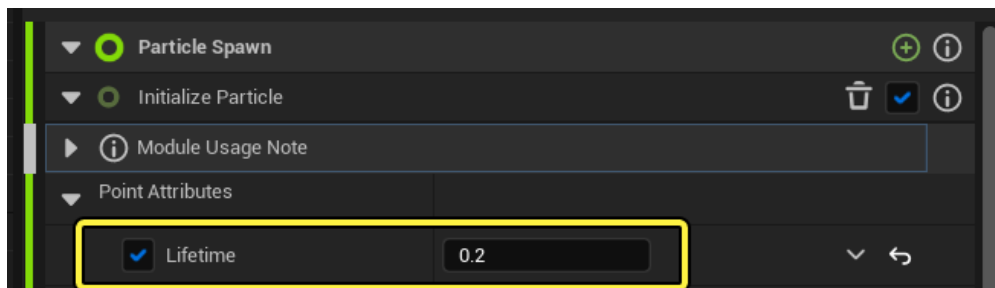 Particle Spawn
Initialize Particle
Module Usage Note
Point Attributes
Lifetime 0.2